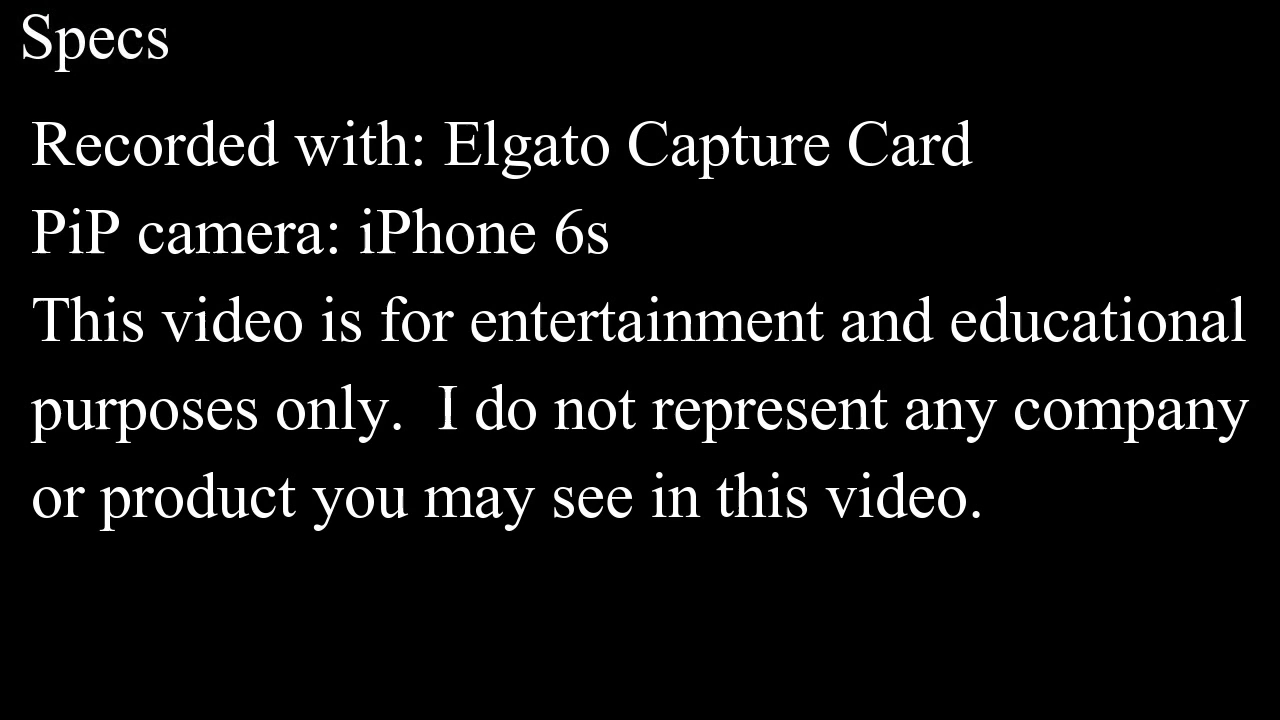 Specs
Recorded with: Elgato Capture Card
PiP camera: iPhone 6s
This video is for entertainment and educational
purposes only.  I do not represent any company
or product you may see in this video.